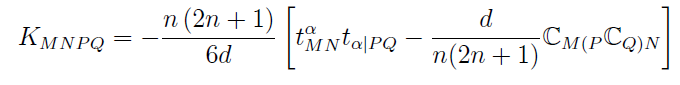 K_{MNPQ} = -\frac{n(2n+1)}{6d} \left[ t^{\alpha}_{MN} t_{\alpha|PQ} - \frac{d}{n(2n+1)} \mathbb{C}_{M(P} \mathbb{C}_{Q)N} \right]